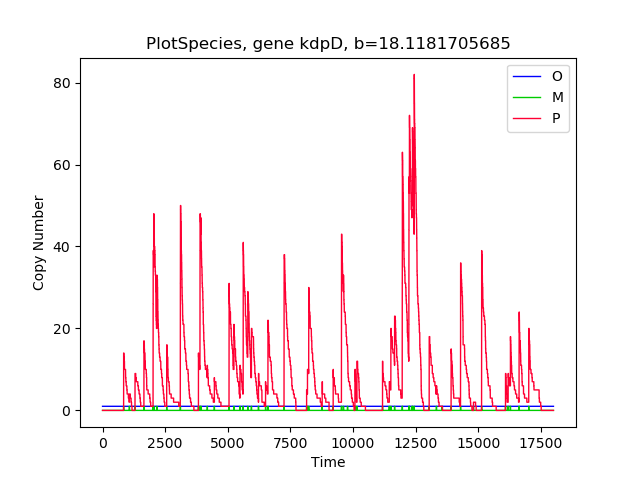 PlotSpecies, gene kdpD, b=18.1181705685
O
M
P
80
60
40
20
0
Copy Number
0 2500 5000 7500 10000 12500 15000 17500
Time